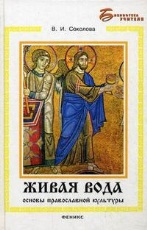 Библиотека
УЧИТЕЛЯ
В. И. Соколова
ЖИВАЯ ВОДА
ОСНОВЫ ПРАВОСЛАВНОЙ КУЛЬТУРЫ
ФЕНИКС